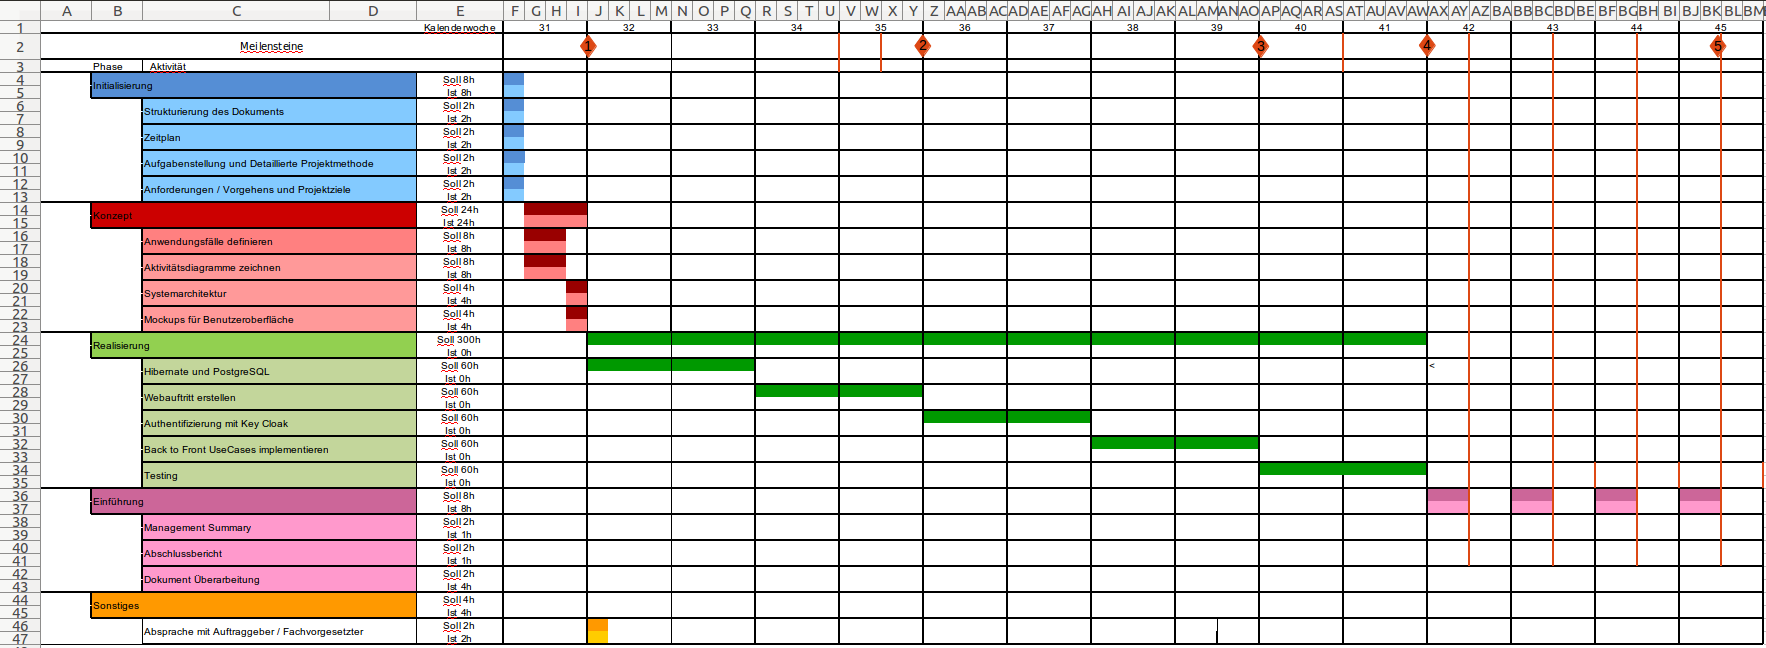 A B C D E F G H I J K L M N O P Q R S T U V W X Y Z AA AB AC AD AE AF AG AH AI AJ AK AL AM AN AO AP AQ AR AS AT AU AV AW AX AY AZ BA BB BC BD BE BF BG BH BI BJ BK BL BM
1 Kalenderwoche 31 32 33 34 35 36 37 38 39 40 41 42 43 44 45
2 Meilensteine 1 2 3 4 5
3 Phase Aktivität
4 Initialisierung Soll 8h
5 Ist 8h
6 Strukturierung des Dokuments Soll 2h
7 Ist 2h
8 Zeitplan Soll 2h
9 Ist 2h
10 Aufgabenstellung und Detaillierte Projektmethode Soll 2h
11 Ist 2h
12 Anforderungen / Vorgehens und Projektziele Soll 2h
13 Ist 2h
14 Konzept Soll 24h
15 Ist 24h
16 Anwendungsfälle definieren Soll 8h
17 Ist 8h
18 Aktivitätsdiagramme zeichnen Soll 8h
19 Ist 8h
20 Systemarchitektur Soll 4h
21 Ist 4h
22 Mockups für Benutzeroberfläche Soll 4h
23 Ist 4h
24 Realisierung Soll 300h
25 Ist 0h
26 Hibernate und PostgreSQL Soll 60h <
27 Ist 0h
28 Webauftritt erstellen Soll 60h
29 Ist 0h
30 Authentifizierung mit Key Cloak Soll 60h
31 Ist 0h
32 Back to Front UseCases implementieren Soll 60h
33 Ist 0h
34 Testing Soll 60h
35 Ist 0h
36 Einführung Soll 8h
37 Ist 8h
38 Management Summary Soll 2h
39 Ist 1h
40 Abschlussbericht Soll 2h
41 Ist 1h
42 Dokument Überarbeitung Soll 2h
43 Ist 4h
44 Sonstiges Soll 4h
45 Ist 4h
46 Absprache mit Auftraggeber / Fachvorgesetzter Soll 2h
47 Ist 2h